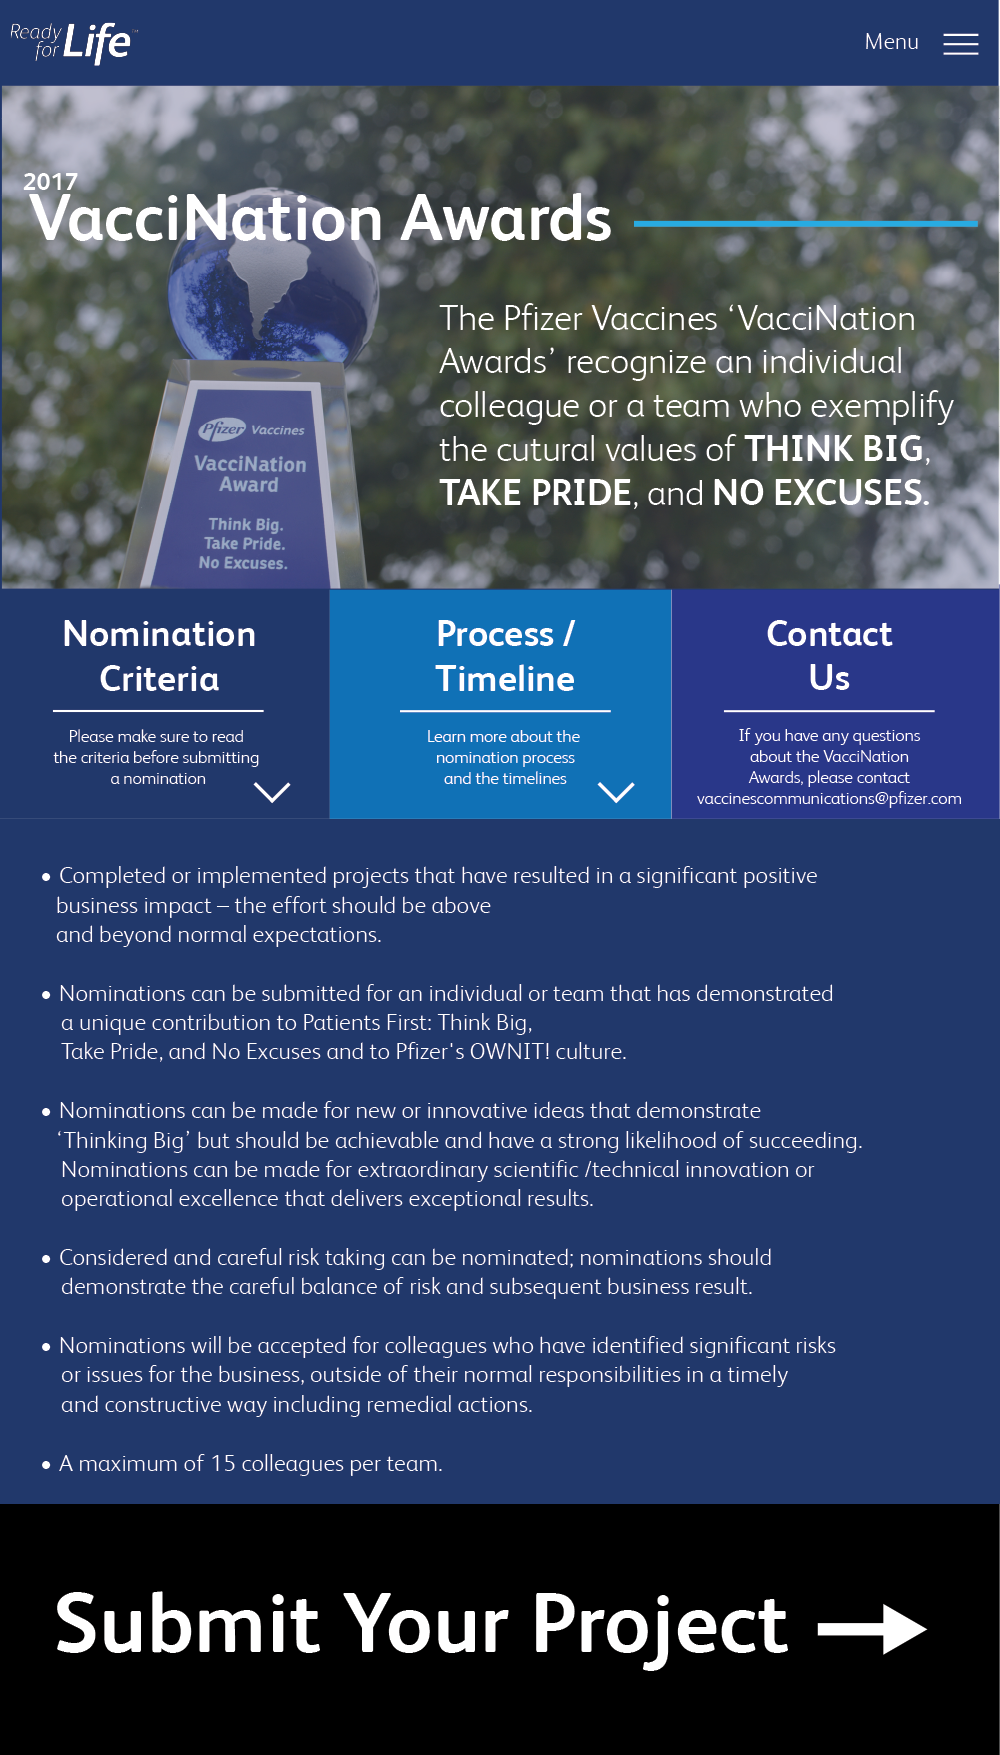 Ready
for Life™
Menu
2017
VacciNation Awards
The Pfizer Vaccines ‘VacciNation
Awards’ recognize an individual
colleague or a team who exemplify
the cutural values of THINK BIG,
TAKE PRIDE, and NO EXCUSES.
Pfizer Vaccines
VacciNation
Award
Think Big.
Take Pride.
No Excuses.
Nomination
Criteria
Please make sure to read
the criteria before submitting
a nomination
Process /
Timeline
Learn more about the
nomination process
and the timelines
Contact
Us
If you have any questions
about the VacciNation
Awards, please contact
vaccinescommunications@pfizer.com
• Completed or implemented projects that have resulted in a significant positive
business impact – the effort should be above
and beyond normal expectations.
• Nominations can be submitted for an individual or team that has demonstrated
a unique contribution to Patients First: Think Big,
Take Pride, and No Excuses and to Pfizer's OWNIT! culture.
• Nominations can be made for new or innovative ideas that demonstrate
‘Thinking Big’ but should be achievable and have a strong likelihood of succeeding.
Nominations can be made for extraordinary scientific /technical innovation or
operational excellence that delivers exceptional results.
• Considered and careful risk taking can be nominated; nominations should
demonstrate the careful balance of risk and subsequent business result.
• Nominations will be accepted for colleagues who have identified significant risks
or issues for the business, outside of their normal responsibilities in a timely
and constructive way including remedial actions.
• A maximum of 15 colleagues per team.
Submit Your Project